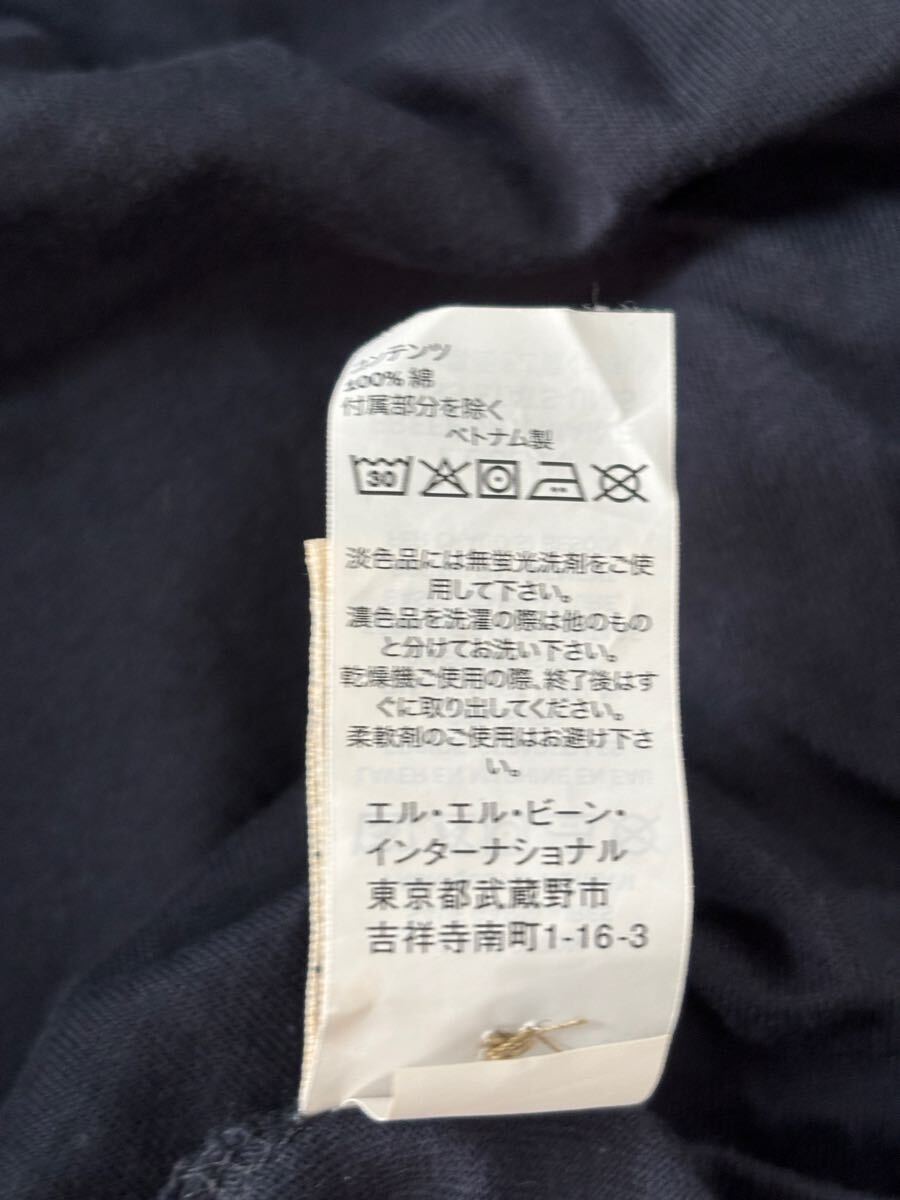 コンテンツ
100% 綿
付属部分を除く
ベトナム製
30
淡色品には無蛍光洗剤をご使
用して下さい。
濃色品を洗濯の際は他のもの
と分けてお洗い下さい。
乾燥機ご使用の際、終了後はす
ぐに取り出してください。
柔軟剤のご使用はお避け下さ
い。
エル・エル・ビーン・
インターナショナル
東京都武蔵野市
吉祥寺南町1-16-3